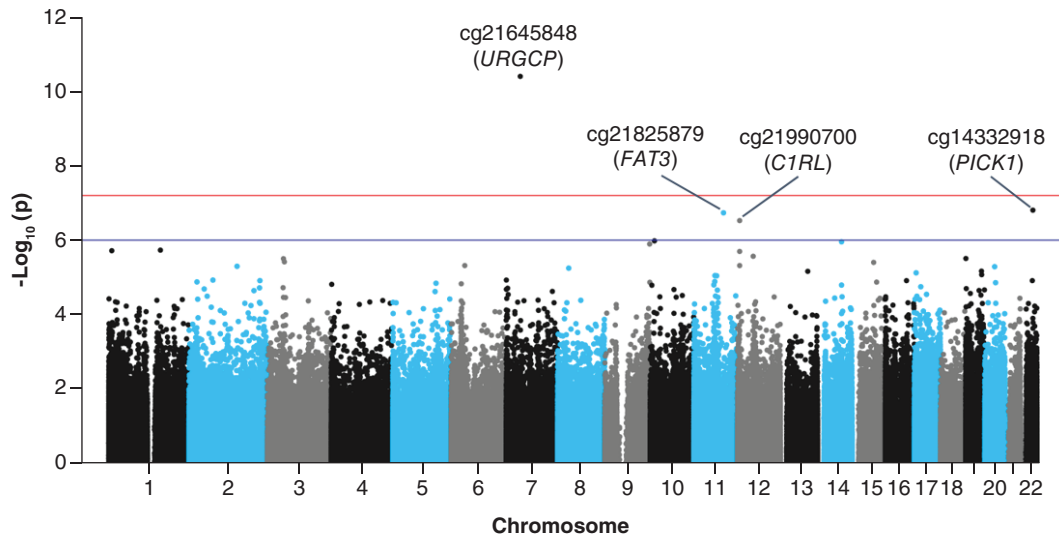 12
10
8
6
4
2
0
-Log₁₀ (p)
cg21645848
(URGCP)
cg21825879
(FAT3)
cg21990700
(C1RL)
cg14332918
(PICK1)
1 2 3 4 5 6 7 8 9 10 11 12 13 14 15 16 17 18 20 22
Chromosome